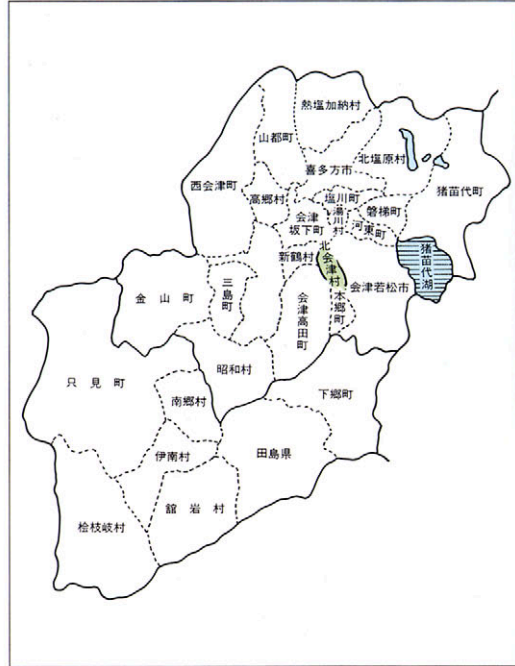 熱塩加納村
山都町
北塩原村
喜多方市
猪苗代町
西会津町
高郷村
塩川町
磐梯町
湯川村
会津
坂下町
河東町
猪苗代湖
新鶴村
北会津村
三島町
会津若松市
金山町
会津高田町
本郷町
昭和村
只見町
下郷町
南郷村
伊南村
田島県
舘岩村
桧枝岐村